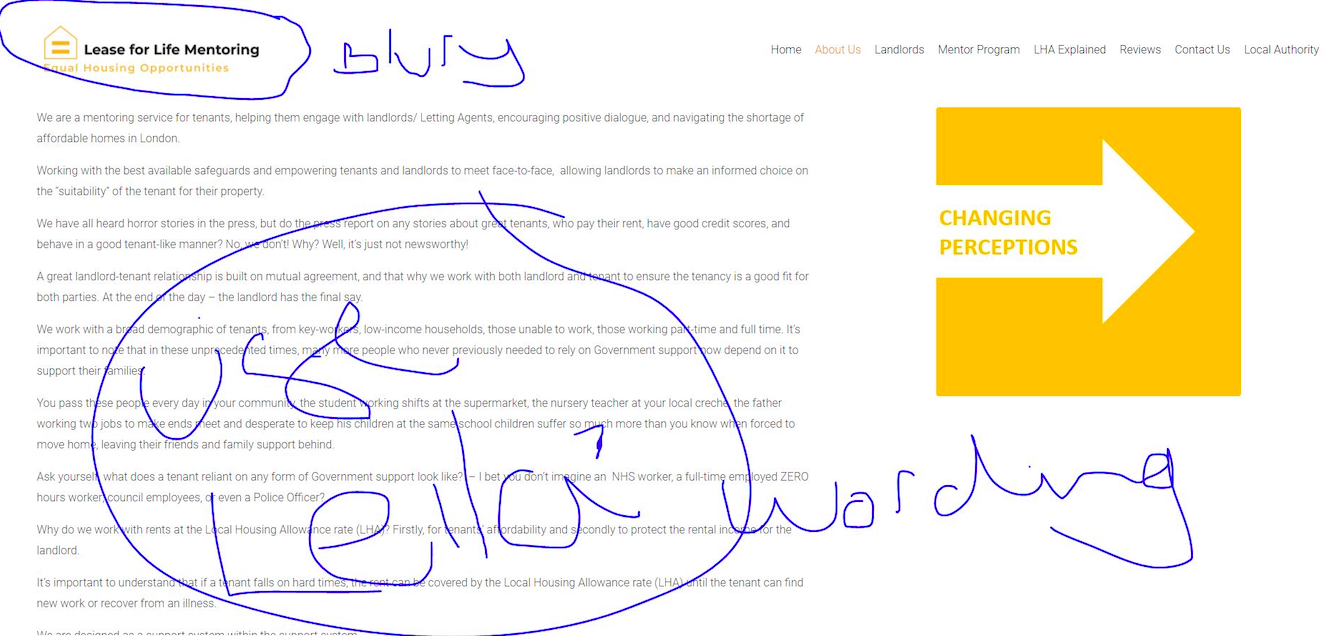 Lease for Life Mentoring
Equal Housing Opportunities
Blury
Home About Us Landlords Mentor Program LHA Explained Reviews Contact Us Local Authority
We are a mentoring service for tenants, helping them engage with landlords/ Letting Agents, encouraging positive dialogue, and navigating the shortage of
affordable homes in London.
Working with the best available safeguards and empowering tenants and landlords to meet face-to-face, allowing landlords to make an informed choice on
the “suitability” of the tenant for their property.
We have all heard horror stories in the press, but do the press report on any stories about great tenants, who pay their rent, have good credit scores, and
behave in a good tenant-like manner? No, we don't! Why? Well, it's just not newsworthy!
A great landlord-tenant relationship is built on mutual agreement, and that why we work with both landlord and tenant to ensure the tenancy is a good fit for
both parties. At the end of the day – the landlord has the final say.
We work with a broad demographic of tenants, from key-workers, low-income households, those unable to work, those working part-time and full time. It's
important to note that in these unprecedented times, many more people who never previously needed to rely on Government support now depend on it to
support their families.
You pass these people every day in your community, the student working shifts at the supermarket, the nursery teacher at your local creche, the father
working two jobs to make ends meet and desperate to keep his children at the same school children suffer so much more than you know when forced to
move home, leaving their friends and family support behind.
Ask yourself, what does a tenant reliant on any form of Government support look like? – I bet you don't imagine an NHS worker, a full-time employed ZERO
hours worker, council employees, or even a Police Officer?
Why do we work with rents at the Local Housing Allowance rate (LHA)? Firstly, for tenants' affordability and secondly to protect the rental income for the
landlord.
It's important to understand that if a tenant falls on hard times, the rent can be covered by the Local Housing Allowance rate (LHA) until the tenant can find
new work or recover from an illness.
We are designed as a support system within the support system
CHANGING
PERCEPTIONS
wording